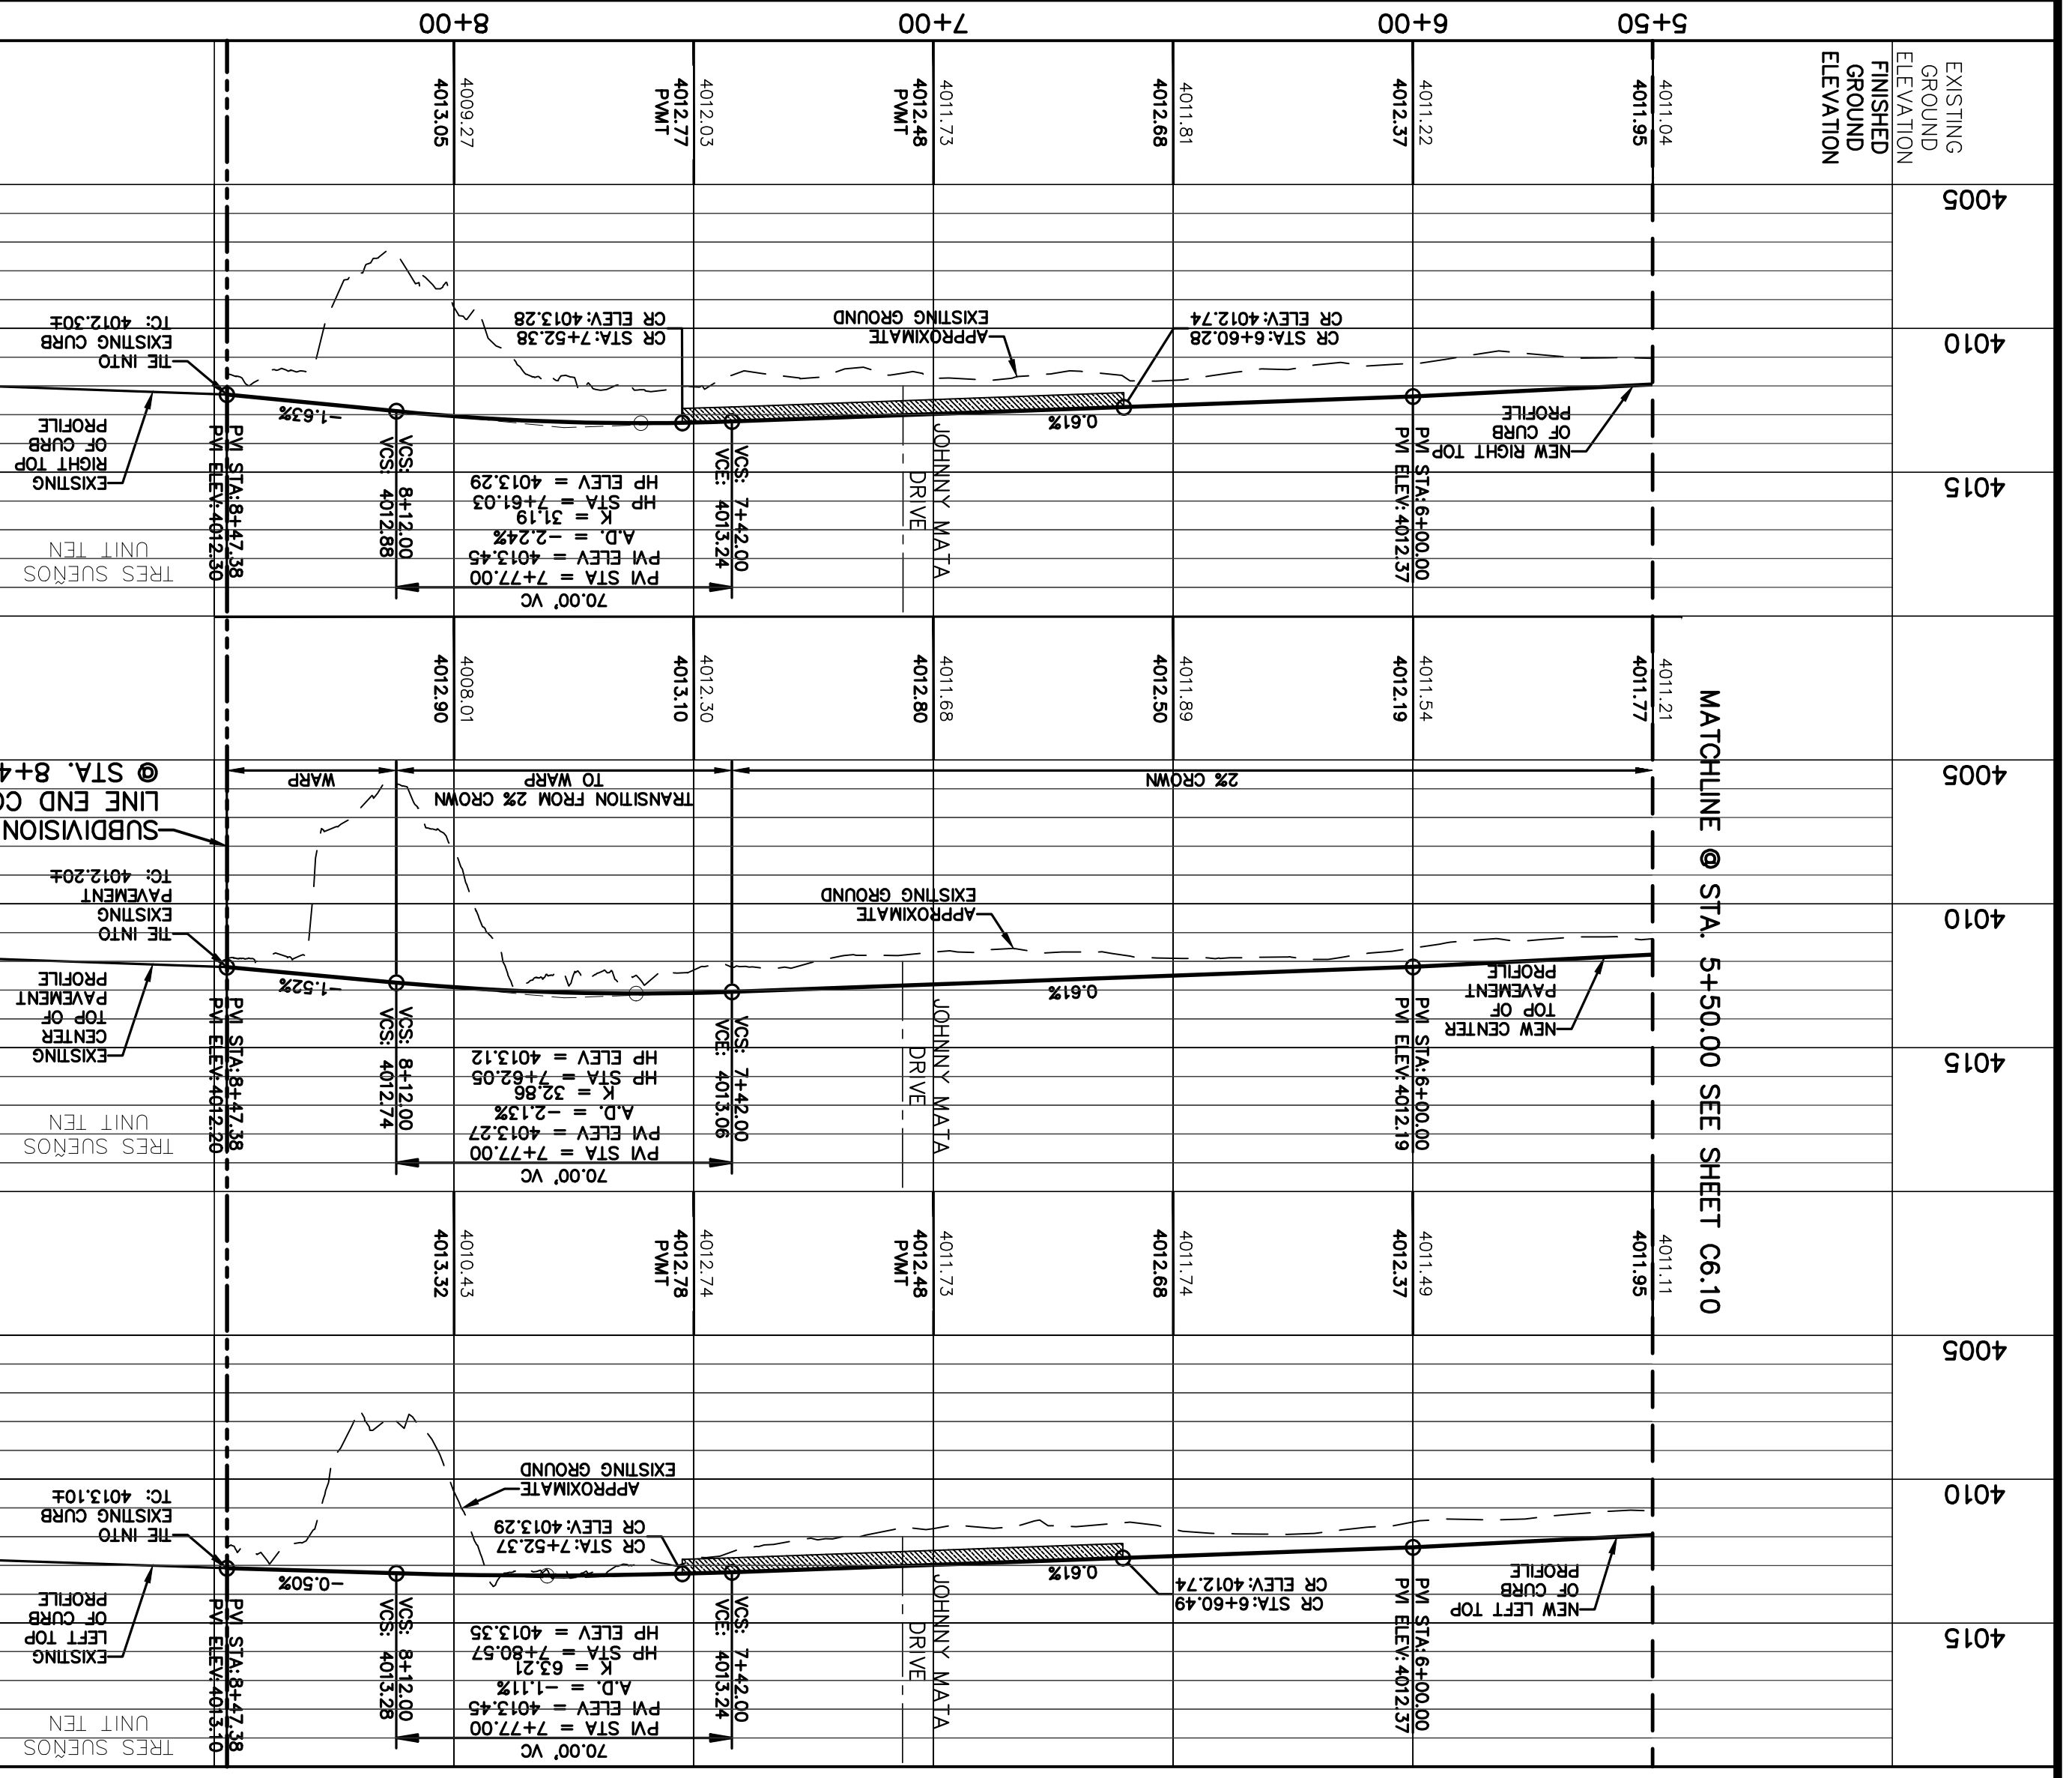 4015
4010
4005
NEW LEFT TOP
OF CURB
PROFILE
PVI STA:6+00.00
PVI ELEV:4012.37
CR STA:6+60.49
CR ELEV:4012.74
0.61%
JOHNNY MATA
DRIVE
70.00' VC
PVI STA = 7+77.00
PVI ELEV = 4013.45
A.D. = -1.11%
K = 63.21
HP STA = 7+80.57
HP ELEV = 4013.35
VCS: 7+42.00
VCE: 4013.24
VCS: 8+12.00
VCS: 4013.28
CR STA:7+52.37
CR ELEV:4013.29
APPROXIMATE
EXISTING GROUND
-0.50%
PVI STA:8+47.38
PVI ELEV:4013.10
TRES SUEÑOS
UNIT TEN
EXISTING
LEFT TOP
OF CURB
PROFILE
TIE INTO
EXISTING CURB
TC: 4013.10±
4011.11
4011.95
4011.49
4012.37
4011.74
4012.68
4011.73
4012.48
PVMT
4012.74
4012.78
PVMT
4010.43
4013.32
MATCHLINE @ STA. 5+50.00 SEE SHEET C6.10
4015
4010
4005
NEW CENTER
TOP OF
PAVEMENT
PROFILE
PVI STA:6+00.00
PVI ELEV:4012.19
0.61%
JOHNNY MATA
DRIVE
APPROXIMATE
EXISTING GROUND
70.00' VC
PVI STA = 7+77.00
PVI ELEV = 4013.27
A.D. = -2.13%
K = 32.86
HP STA = 7+62.05
HP ELEV = 4013.12
VCS: 7+42.00
VCE: 4013.06
VCS: 8+12.00
VCS: 4012.74
-1.52%
PVI STA:8+47.38
PVI ELEV:4012.20
TRES SUEÑOS
UNIT TEN
EXISTING
CENTER
TOP OF
PAVEMENT
PROFILE
TIE INTO
EXISTING
PAVEMENT
TC: 4012.20±
SUBDIVISION
LINE END CO
@ STA. 8+4
2% CROWN
TRANSITION FROM 2% CROWN
TO WARP
WARP
4011.21
4011.77
4011.54
4012.19
4011.89
4012.50
4011.68
4012.80
4012.30
4013.10
4008.01
4012.90
4015
4010
4005
NEW RIGHT TOP
OF CURB
PROFILE
PVI STA:6+00.00
PVI ELEV:4012.37
CR STA:6+60.28
CR ELEV:4012.74
0.61%
JOHNNY MATA
DRIVE
APPROXIMATE
EXISTING GROUND
70.00' VC
PVI STA = 7+77.00
PVI ELEV = 4013.45
A.D. = -2.24%
K = 31.19
HP STA = 7+61.03
HP ELEV = 4013.29
VCS: 7+42.00
VCE: 4013.24
VCS: 8+12.00
VCS: 4012.88
CR STA:7+52.38
CR ELEV:4013.28
-1.63%
PVI STA:8+47.38
PVI ELEV:4012.30
TRES SUEÑOS
UNIT TEN
EXISTING
RIGHT TOP
OF CURB
PROFILE
TIE INTO
EXISTING CURB
TC: 4012.30±
EXISTING
GROUND
ELEVATION
FINISHED
GROUND
ELEVATION
4011.04
4011.95
4011.22
4012.37
4011.81
4012.68
4011.73
4012.48
PVMT
4012.03
4012.77
PVMT
4009.27
4013.05
5+50
6+00
7+00
8+00